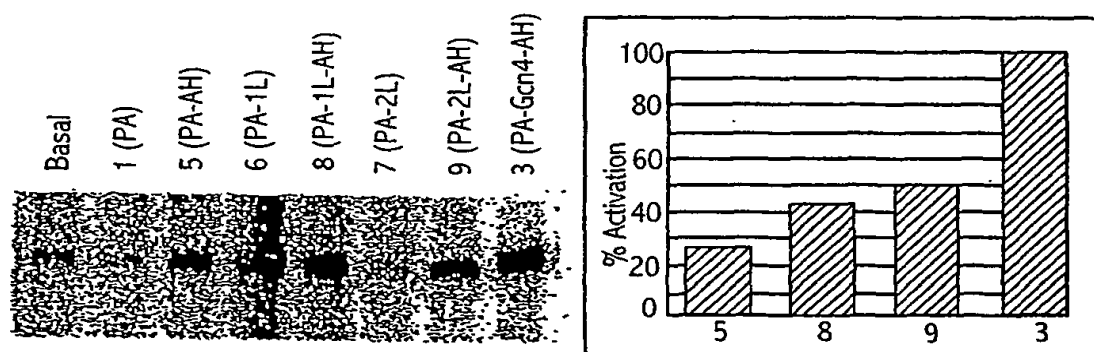 Basal
1 (PA)
5 (PA-AH)
6 (PA-1L)
8 (PA-1L-AH)
7 (PA-2L)
9 (PA-2L-AH)
3 (PA-Gcn4-AH)
% Activation
100
80
60
40
20
0
5 8 9 3